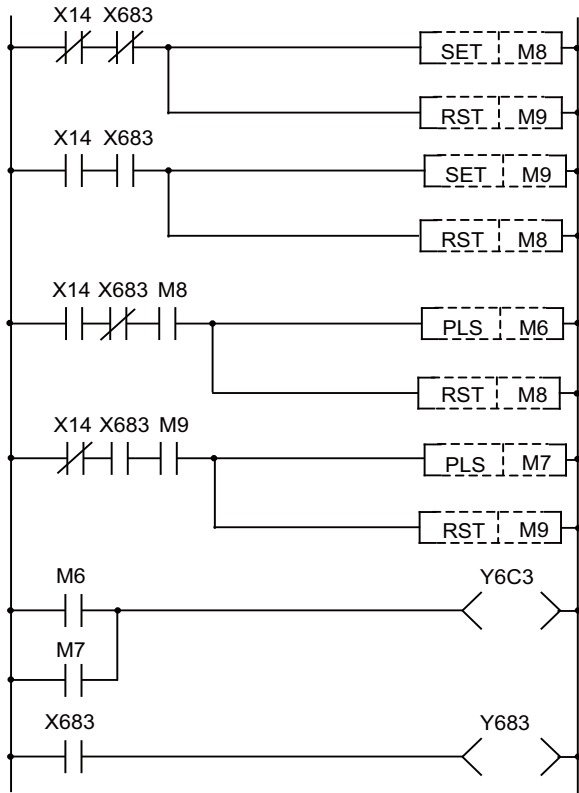 X14 X683
SET M8
RST M9
X14 X683
SET M9
RST M8
X14 X683 M8
PLS M6
RST M8
X14 X683 M9
PLS M7
RST M9
M6 Y6C3
M7
X683 Y683